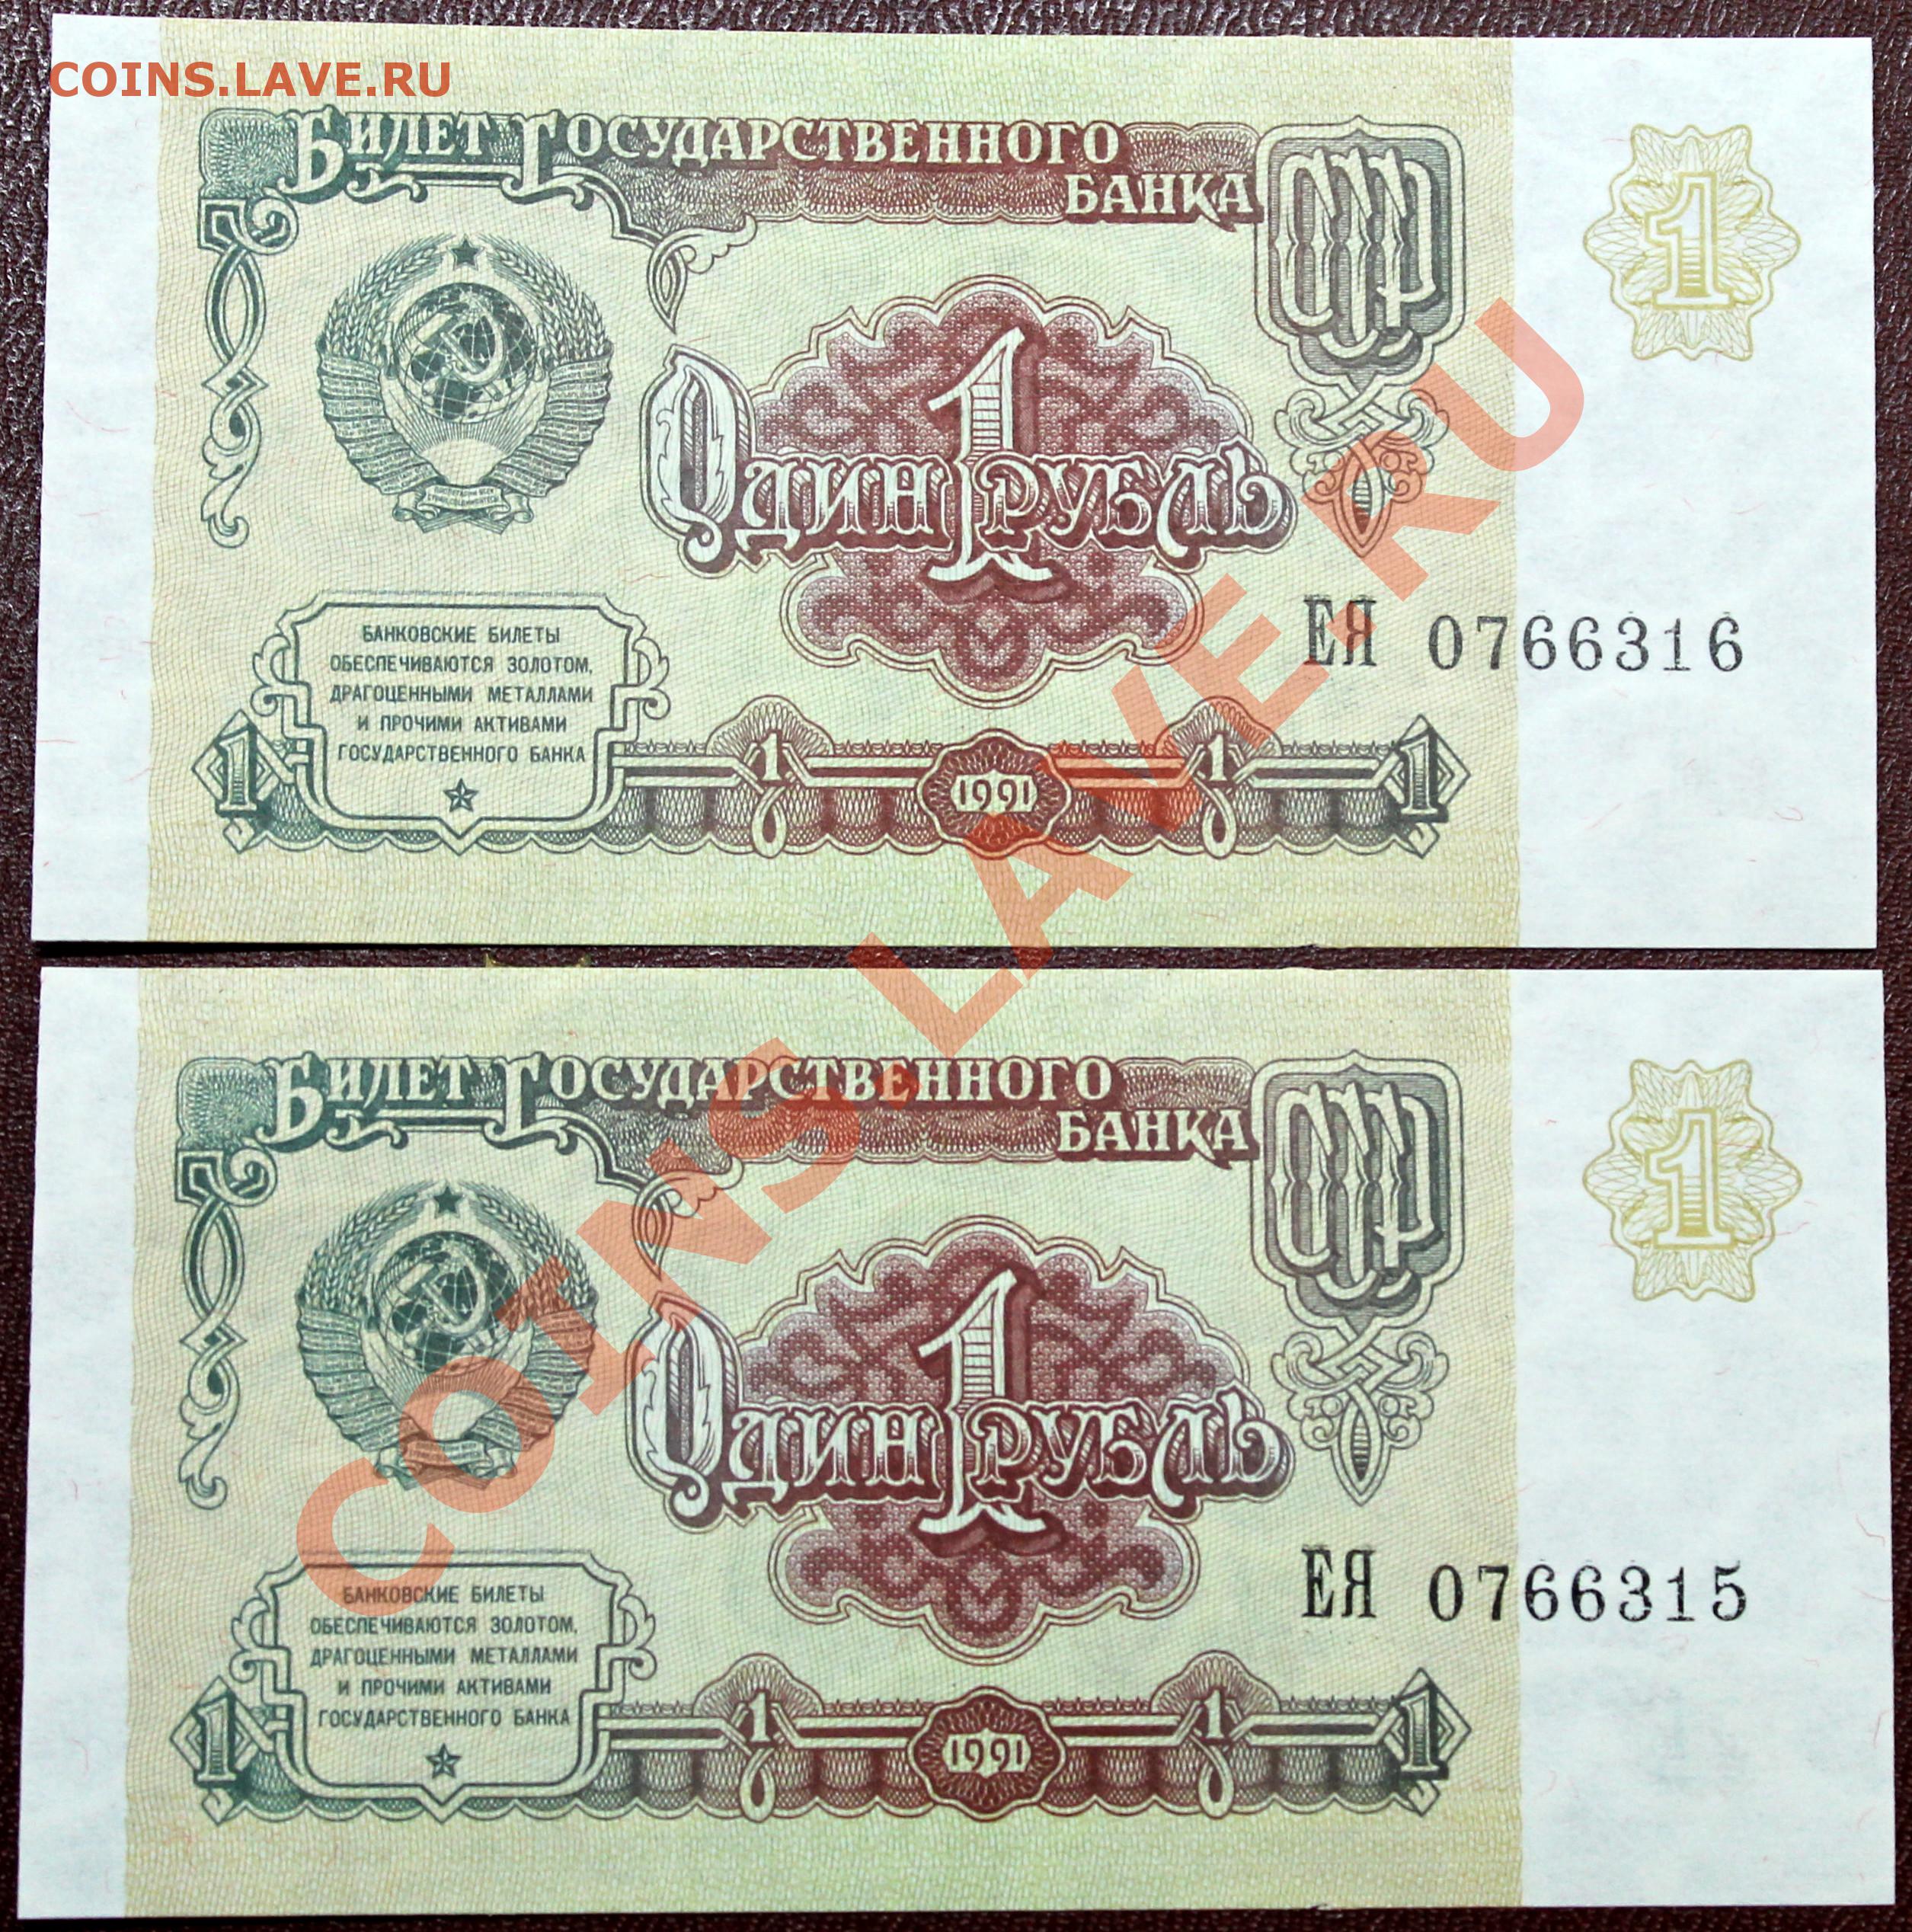 COINS.LAVE.RU
БИЛЕТ ГОСУДАРСТВЕННОГО
БАНКА
1
1
ОДИН РУБЛЬ
ЕЯ 0766316
БАНКОВСКИЕ БИЛЕТЫ
ОБЕСПЕЧИВАЮТСЯ ЗОЛОТОМ,
ДРАГОЦЕННЫМИ МЕТАЛЛАМИ
И ПРОЧИМИ АКТИВАМИ
ГОСУДАРСТВЕННОГО БАНКА
1 1 1991 1 1
COINS.LAVE.RU
БИЛЕТ ГОСУДАРСТВЕННОГО
БАНКА
1
1
ОДИН РУБЛЬ
ЕЯ 0766315
БАНКОВСКИЕ БИЛЕТЫ
ОБЕСПЕЧИВАЮТСЯ ЗОЛОТОМ,
ДРАГОЦЕННЫМИ МЕТАЛЛАМИ
И ПРОЧИМИ АКТИВАМИ
ГОСУДАРСТВЕННОГО БАНКА
1 1 1991 1 1